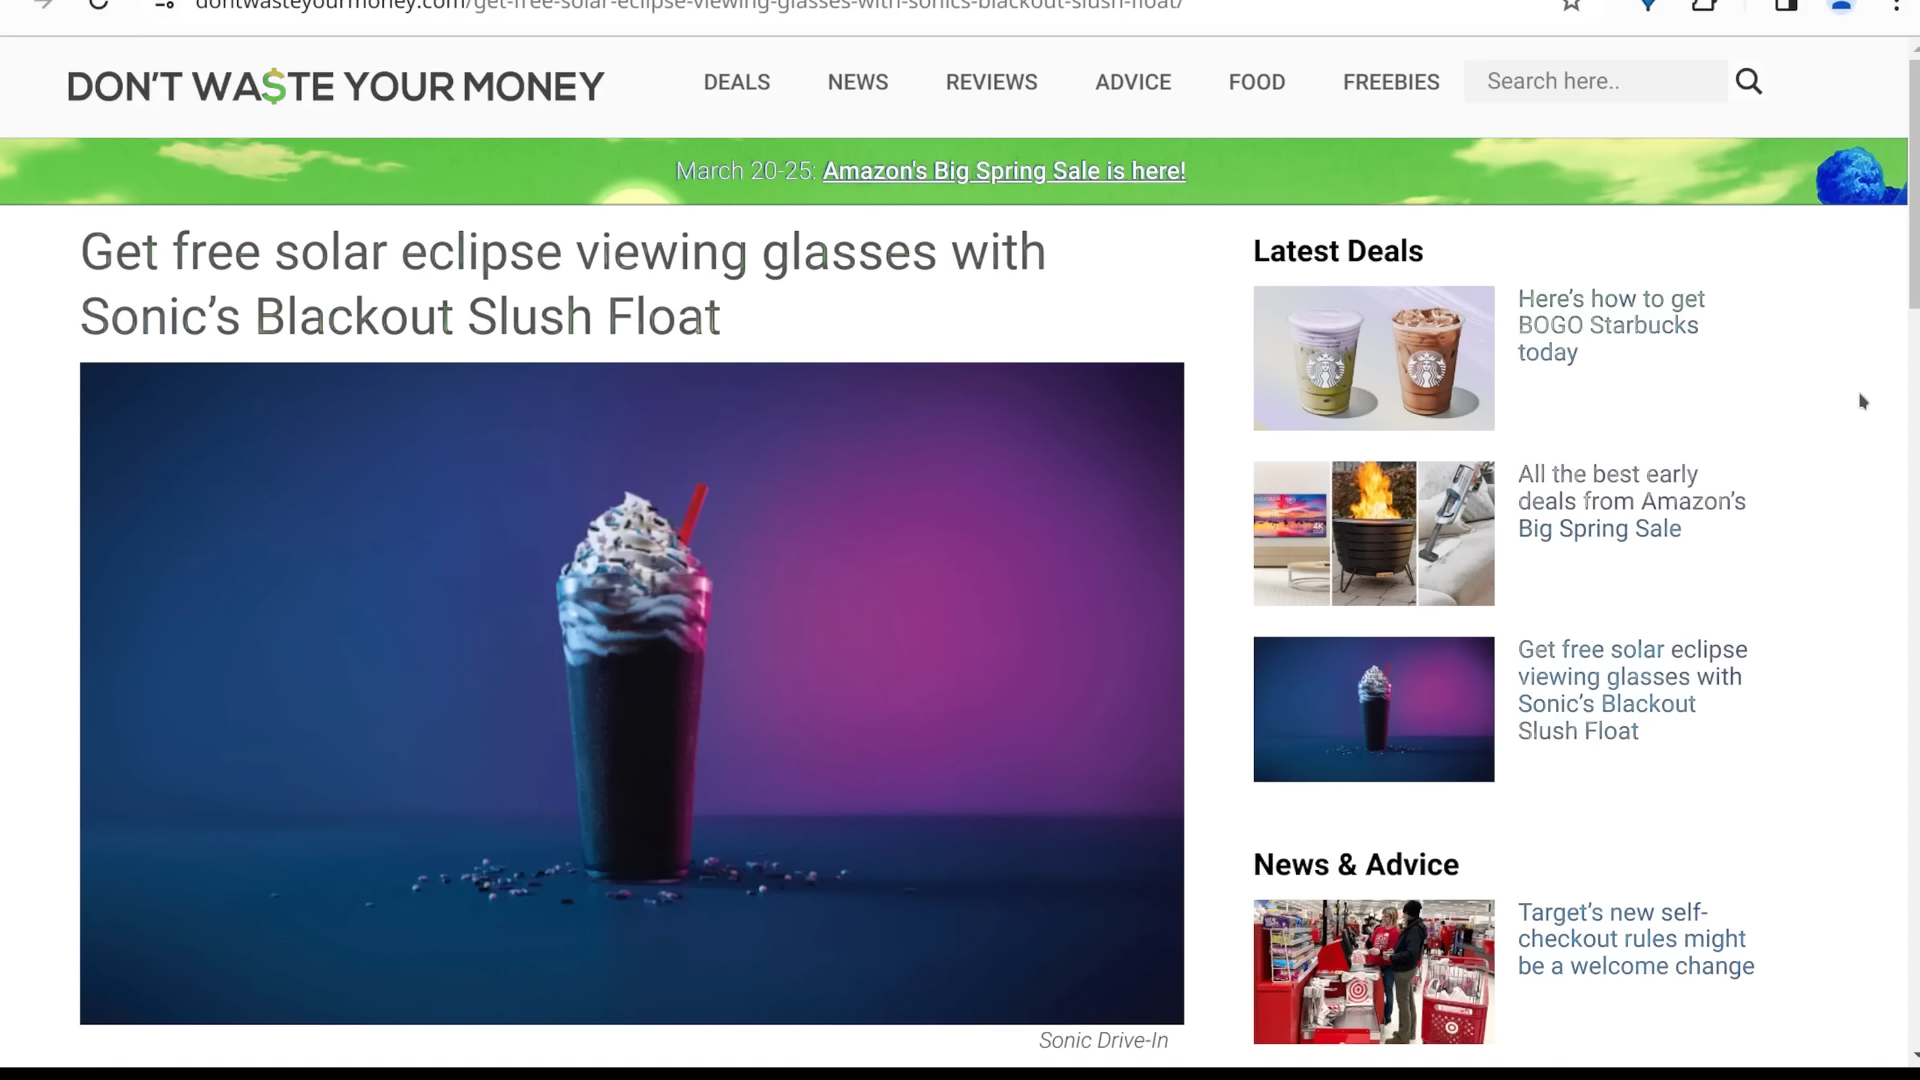 dontwasteyourmoney.com/get-free-solar-eclipse-viewing-glasses-with-sonics-blackout-slush-float/
DON'T WA$TE YOUR MONEY
DEALS NEWS REVIEWS ADVICE FOOD FREEBIES Search here..
March 20-25: Amazon's Big Spring Sale is here!
Get free solar eclipse viewing glasses with
Sonic’s Blackout Slush Float
Sonic Drive-In
Latest Deals
Here’s how to get
BOGO Starbucks
today
All the best early
deals from Amazon’s
Big Spring Sale
Get free solar eclipse
viewing glasses with
Sonic’s Blackout
Slush Float
News & Advice
Target’s new self-
checkout rules might
be a welcome change